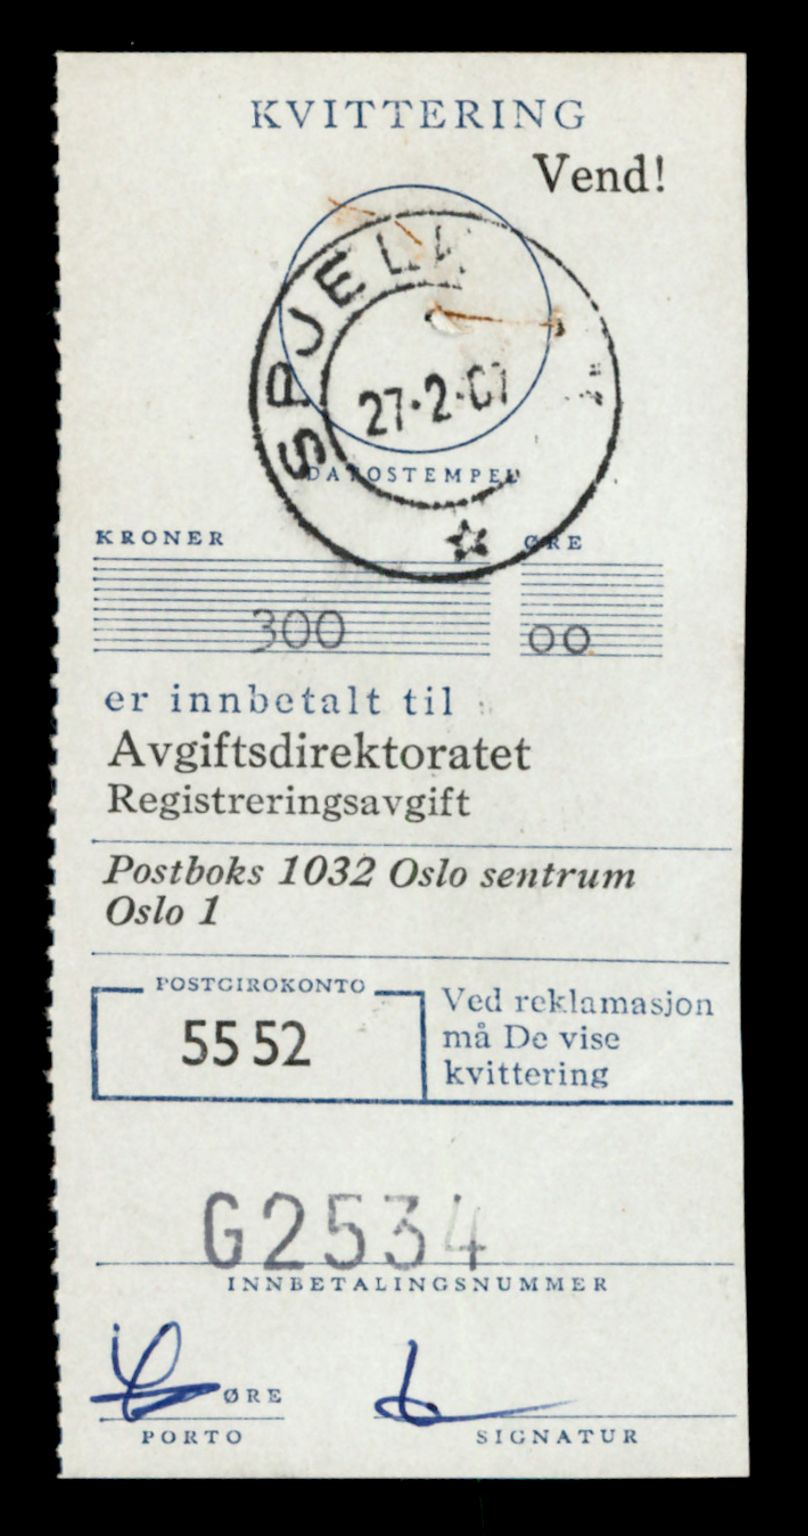 KVITTERING
Vend!
27·2·
DATOSTEMPEL
KRONER ØRE
300 00
er innbetalt til
Avgiftsdirektoratet
Registreringsavgift
Postboks 1032 Oslo sentrum
Oslo 1
POSTGIROKONTO
55 52
Ved reklamasjon
må De vise
kvittering
G2534
INNBETALINGSNUMMER
ØRE
PORTO SIGNATUR